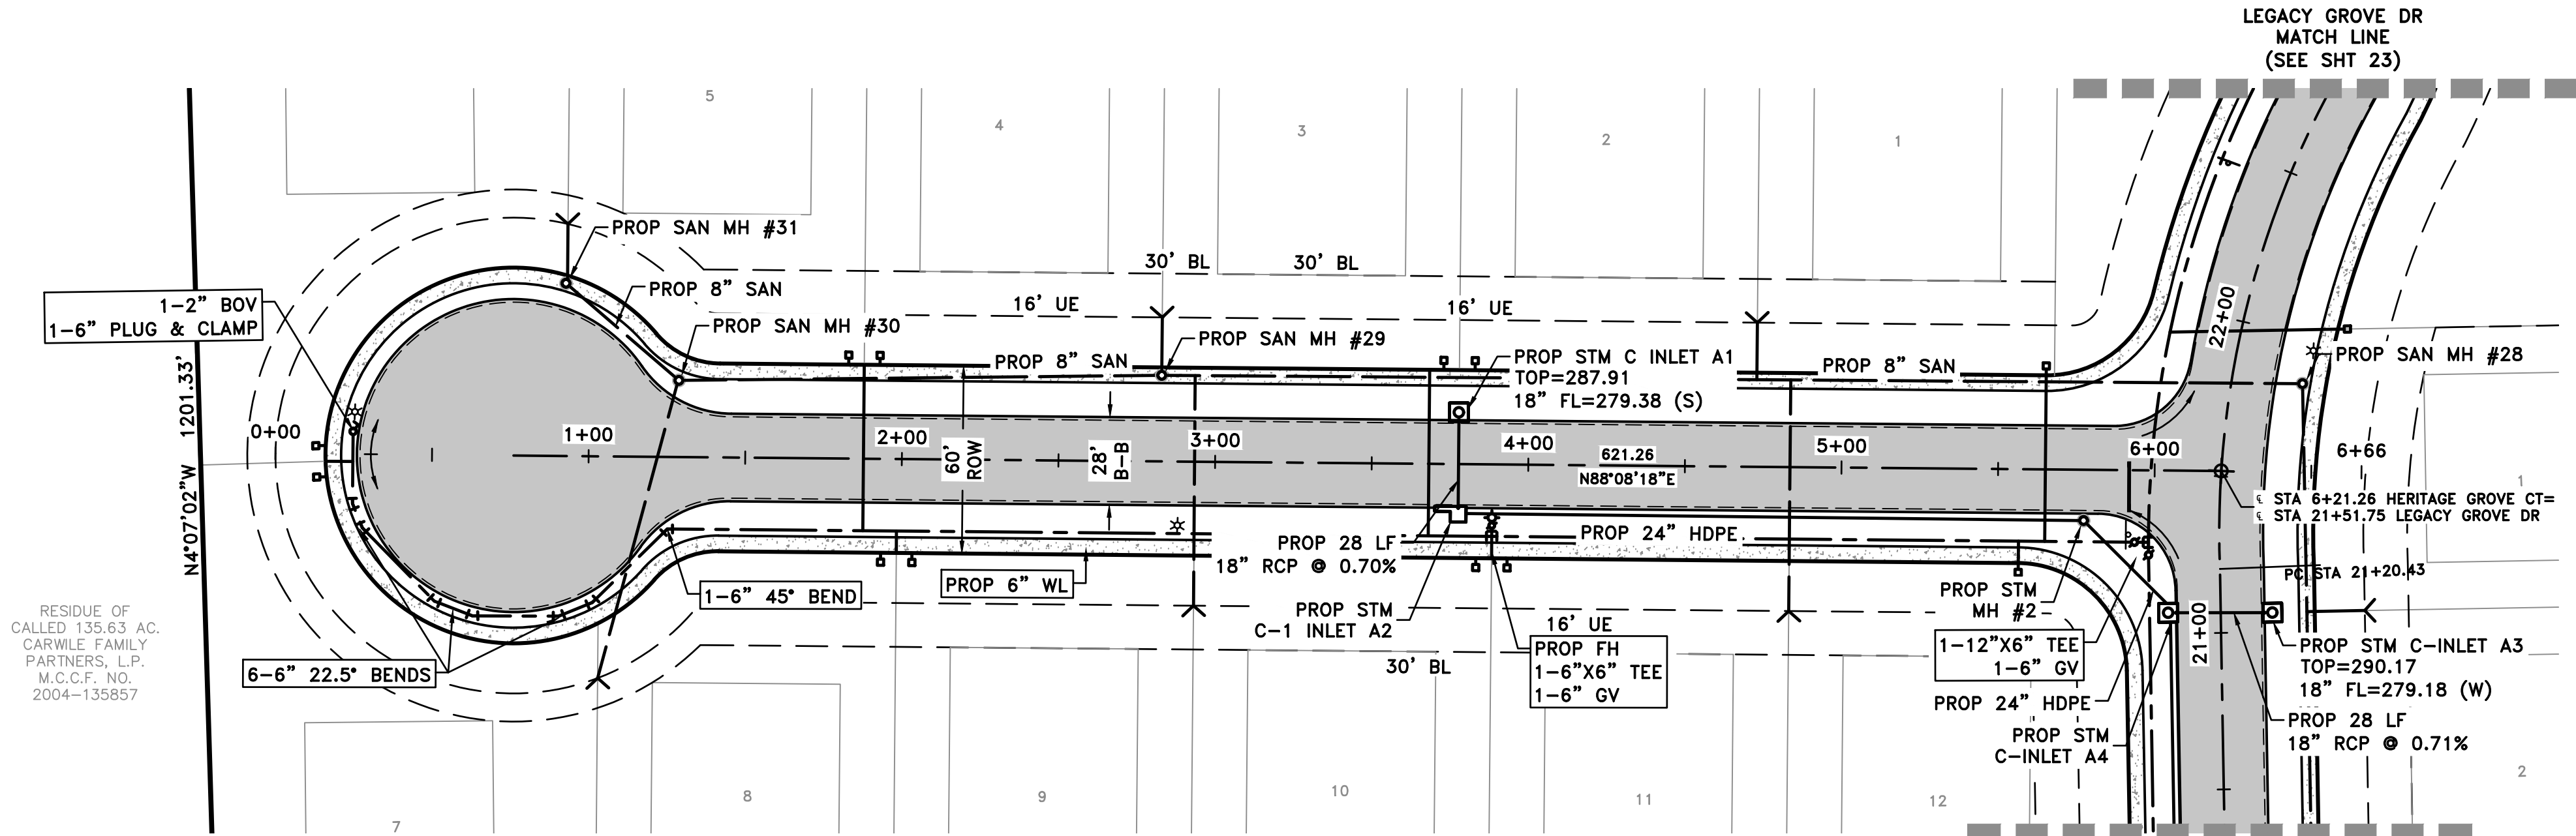 LEGACY GROVE DR
MATCH LINE
(SEE SHT 23)
5
4
3
2
1
PROP SAN MH #31
30' BL
30' BL
PROP 8" SAN
16' UE
16' UE
1-2" BOV
1-6" PLUG & CLAMP
PROP SAN MH #30
PROP SAN MH #29
PROP 8" SAN
PROP STM C INLET A1
TOP=287.91
18" FL=279.38 (S)
PROP 8" SAN
22+00
PROP SAN MH #28
N4°07'02"W 1201.33'
0+00
1+00
2+00
60'
ROW
28'
B-B
3+00
4+00
621.26
N88°08'18"E
5+00
6+00
6+66
1
℄ STA 6+21.26 HERITAGE GROVE CT=
℄ STA 21+51.75 LEGACY GROVE DR
PROP 28 LF
18" RCP @ 0.70%
PROP 24" HDPE
PC STA 21+20.43
1-6" 45° BEND
PROP 6" WL
PROP STM
C-1 INLET A2
16' UE
PROP FH
1-6"X6" TEE
1-6" GV
30' BL
PROP STM
MH #2
1-12"X6" TEE
1-6" GV
PROP 24" HDPE
PROP STM
C-INLET A4
21+00
PROP STM C-INLET A3
TOP=290.17
18" FL=279.18 (W)
PROP 28 LF
18" RCP @ 0.71%
RESIDUE OF
CALLED 135.63 AC.
CARWILE FAMILY
PARTNERS, L.P.
M.C.C.F. NO.
2004-135857
6-6" 22.5° BENDS
7
8
9
10
11
12
2